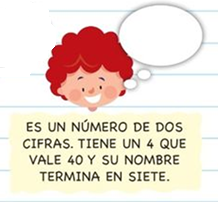 ES UN NÚMERO DE DOS
CIFRAS. TIENE UN 4 QUE
VALE 40 Y SU NOMBRE
TERMINA EN SIETE.